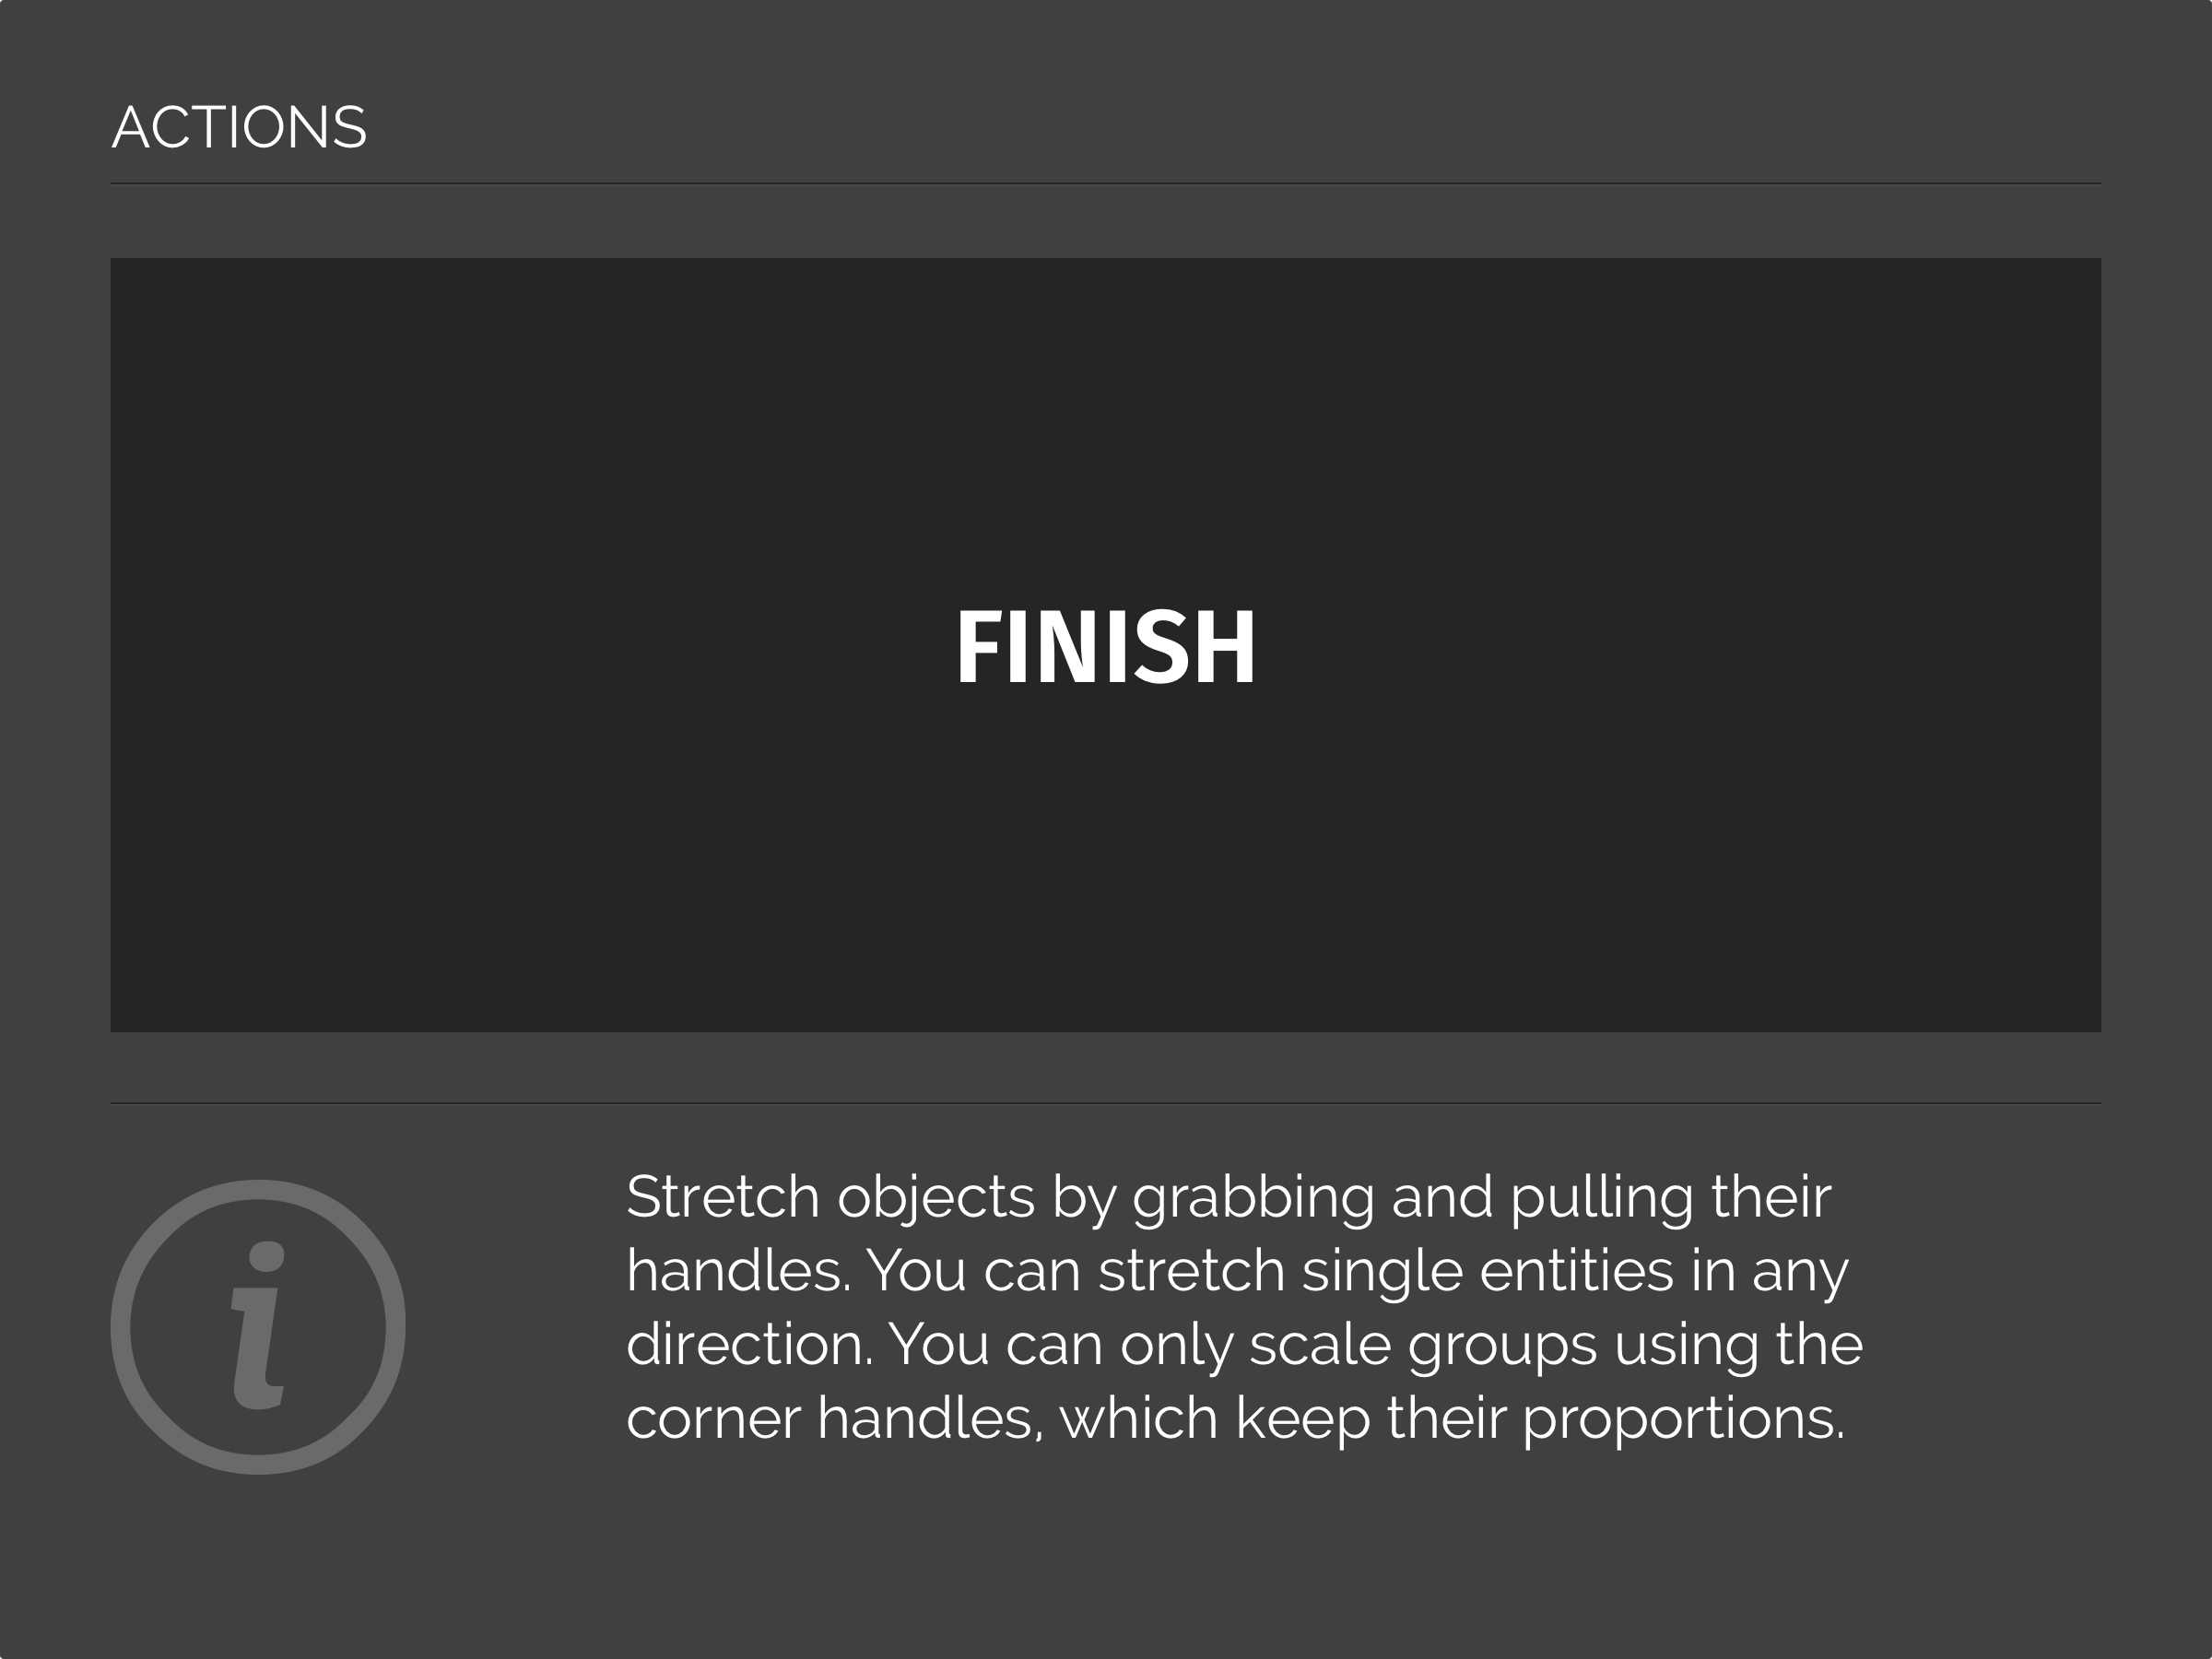 ACTIONS
FINISH
Stretch objects by grabbing and pulling their
handles. You can stretch single entities in any
direction. You can only scale groups using the
corner handles, which keep their proportions.